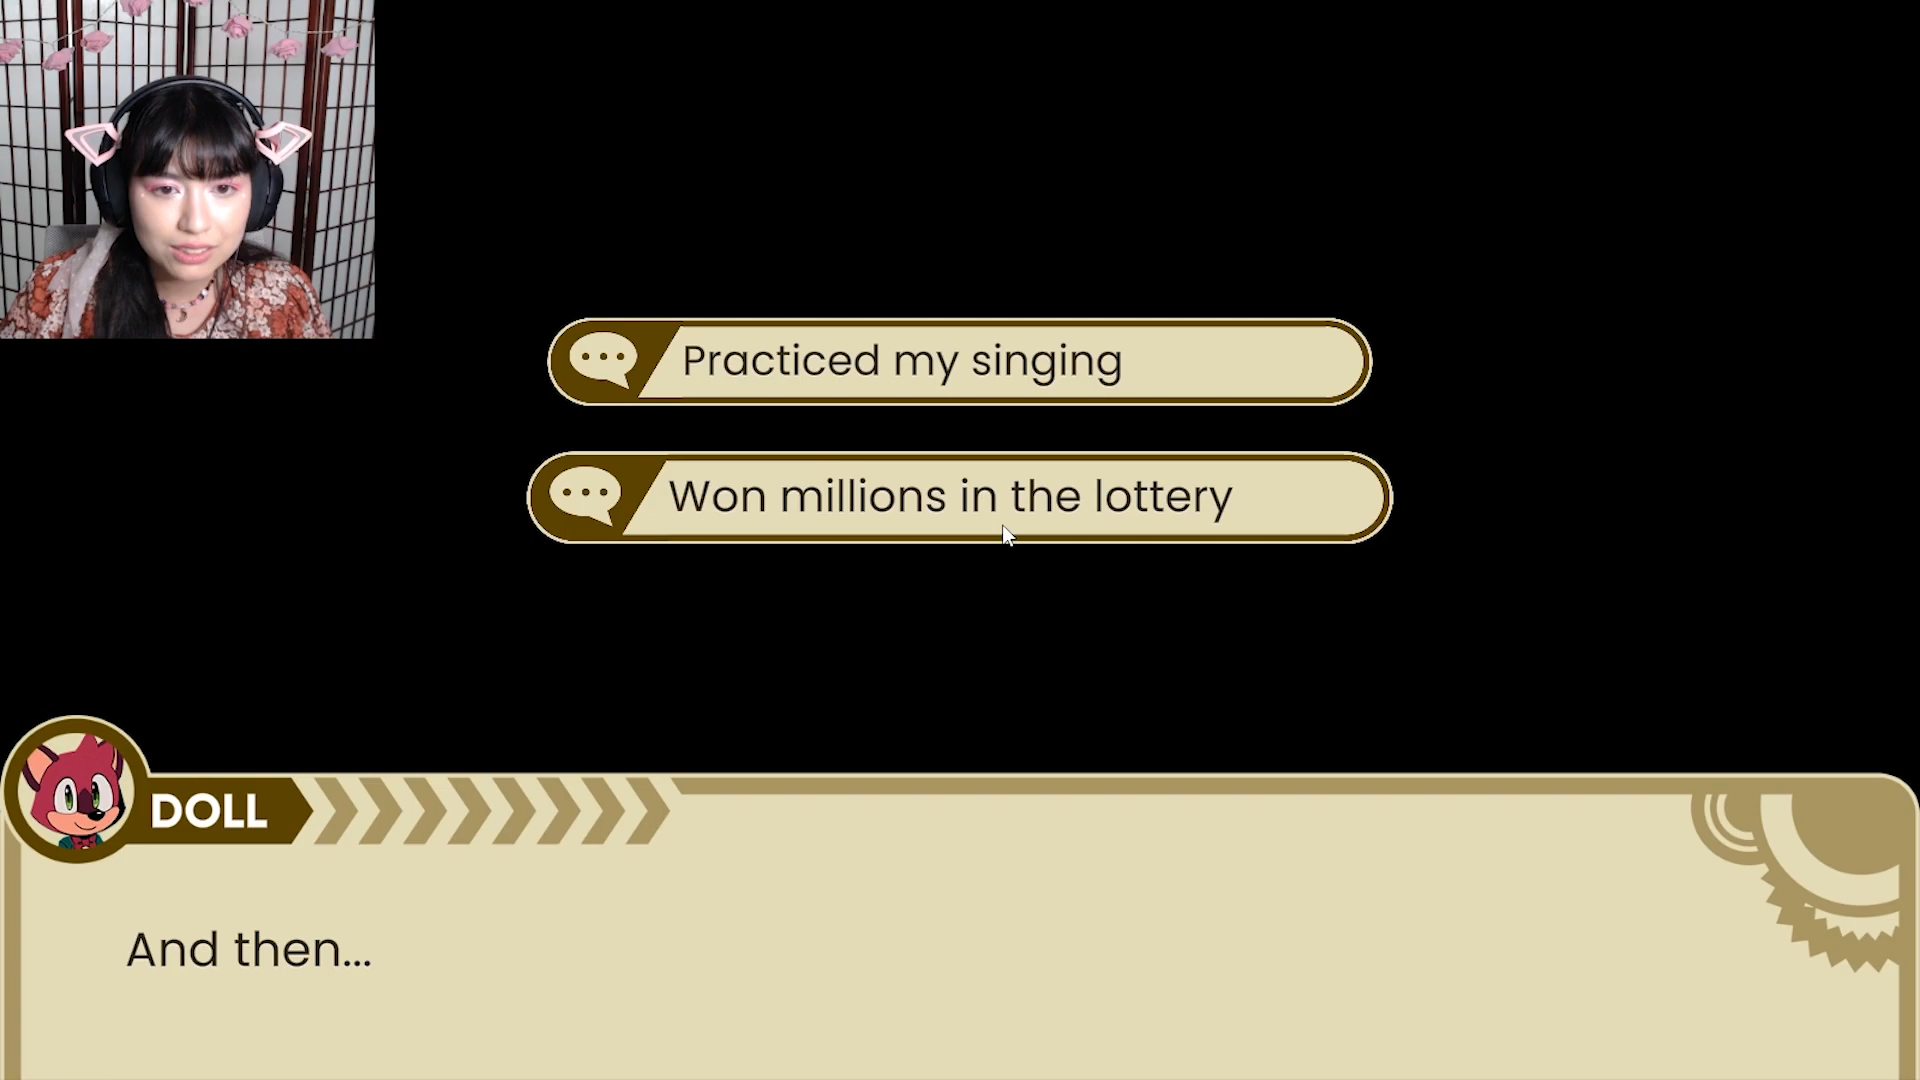 Practiced my singing
Won millions in the lottery
DOLL
And then...